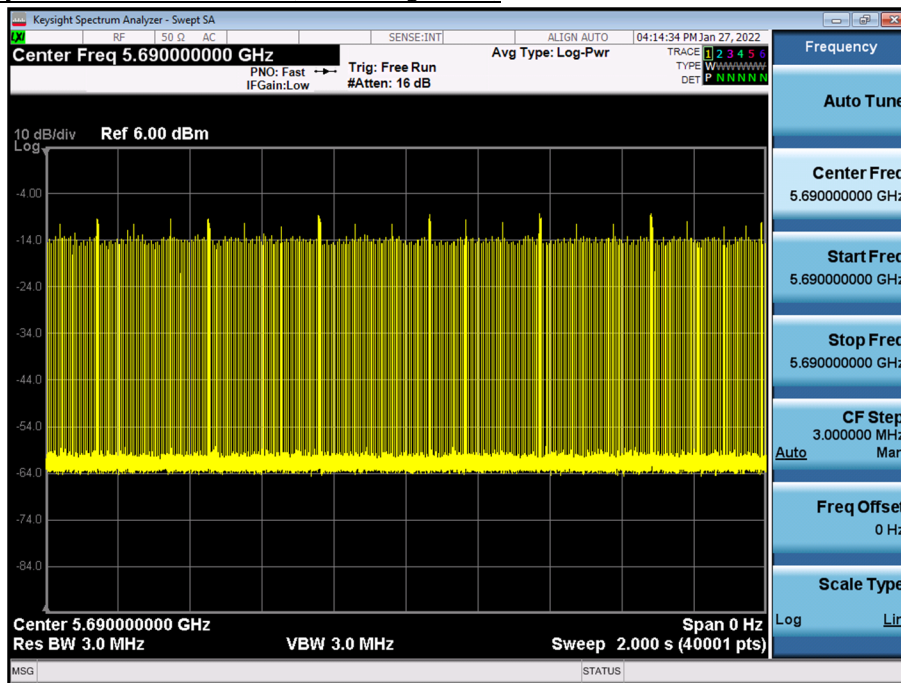 Keysight Spectrum Analyzer - Swept SA
LXI RF 50 Ω AC SENSE:INT ALIGN AUTO 04:14:34 PM Jan 27, 2022
Center Freq 5.690000000 GHz
PNO: Fast
IFGain:Low
Trig: Free Run
#Atten: 16 dB
Avg Type: Log-Pwr
TRACE 1 2 3 4 5 6
TYPE WWWWWW
DET P N N N N N
10 dB/div Ref 6.00 dBm
Log
-4.00
-14.0
-24.0
-34.0
-44.0
-54.0
-64.0
-74.0
-84.0
Center 5.690000000 GHz Span 0 Hz
Res BW 3.0 MHz VBW 3.0 MHz Sweep 2.000 s (40001 pts)
MSG STATUS
Frequency
Auto Tune
Center Freq
5.690000000 GHz
Start Freq
5.690000000 GHz
Stop Freq
5.690000000 GHz
CF Step
3.000000 MHz
Auto Man
Freq Offset
0 Hz
Scale Type
Log Lin